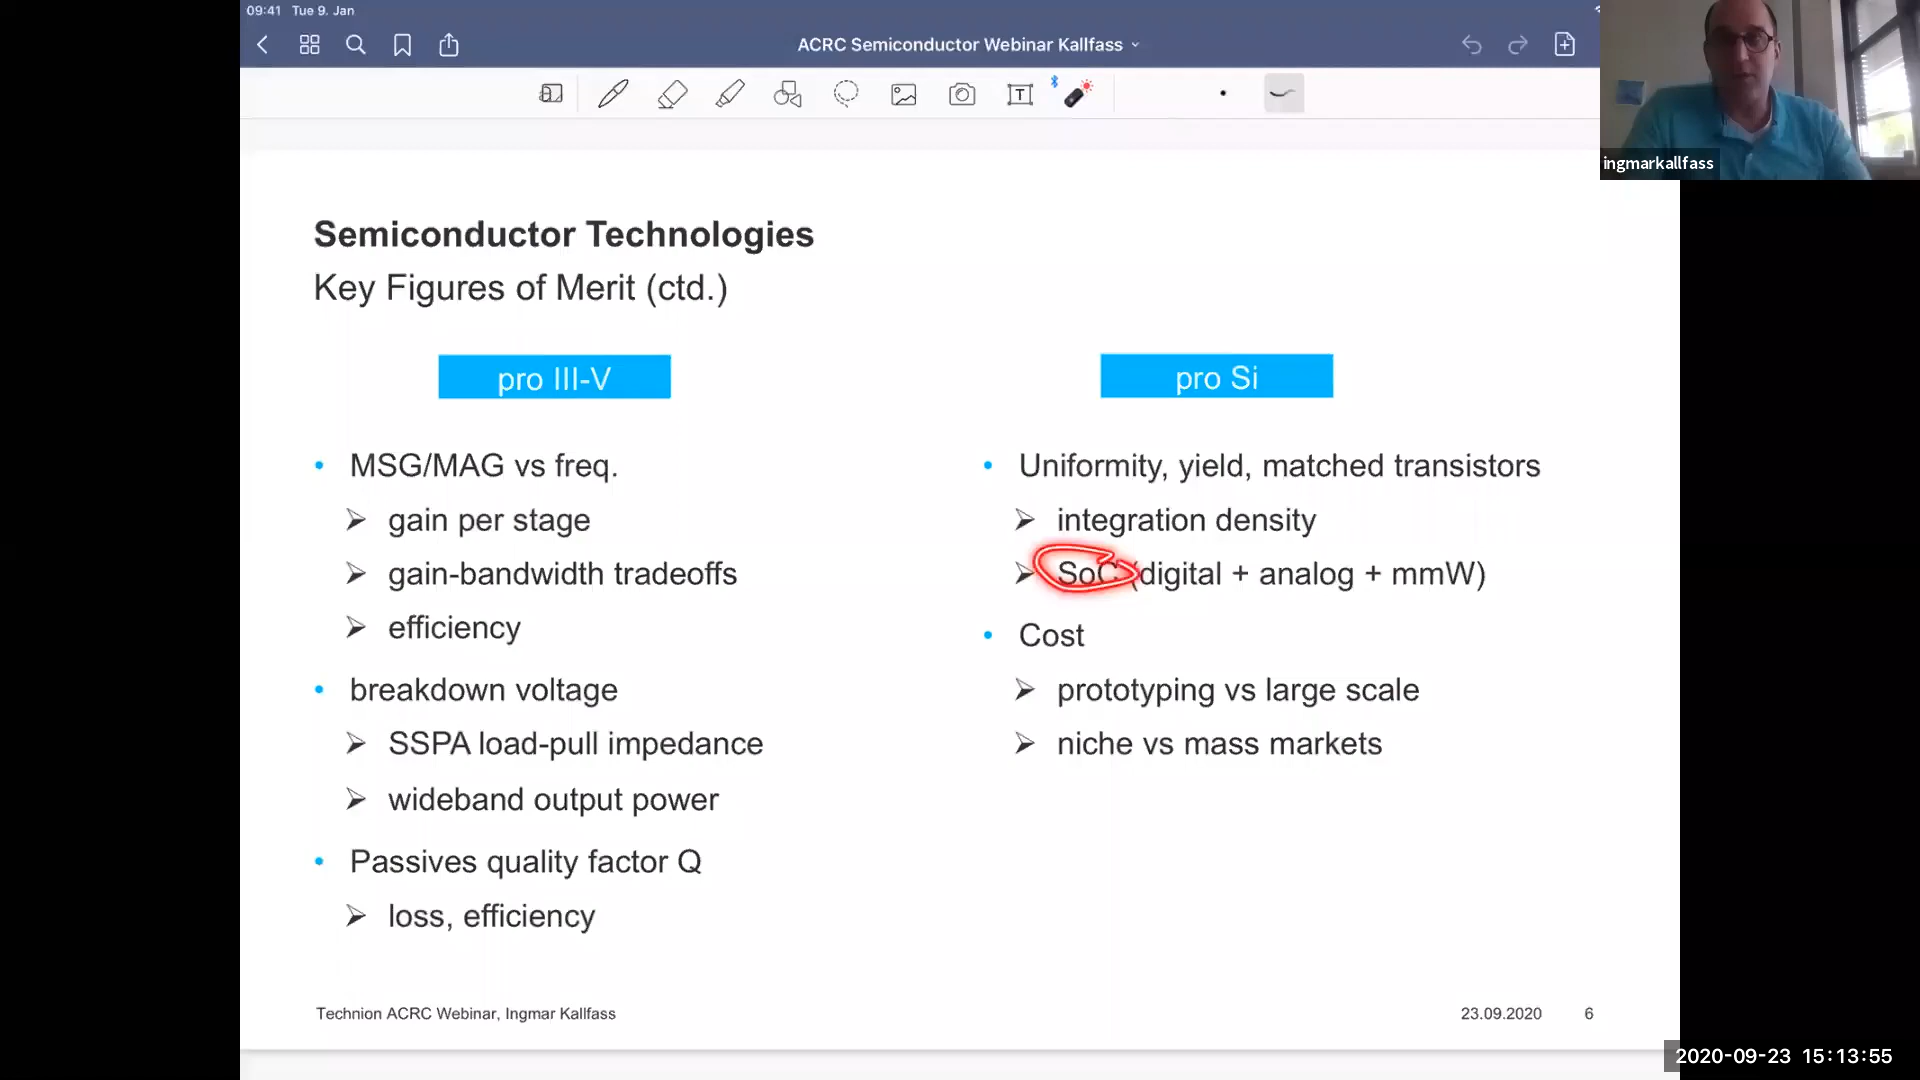 09:41 Tue 9. Jan
ACRC Semiconductor Webinar Kallfass
T
ingmarkallfass
Semiconductor Technologies
Key Figures of Merit (ctd.)
pro III-V
• MSG/MAG vs freq.
➢ gain per stage
➢ gain-bandwidth tradeoffs
➢ efficiency
• breakdown voltage
➢ SSPA load-pull impedance
➢ wideband output power
• Passives quality factor Q
➢ loss, efficiency
pro Si
• Uniformity, yield, matched transistors
➢ integration density
➢ SoC (digital + analog + mmW)
• Cost
➢ prototyping vs large scale
➢ niche vs mass markets
Technion ACRC Webinar, Ingmar Kallfass
23.09.2020 6
2020-09-23 15:13:55